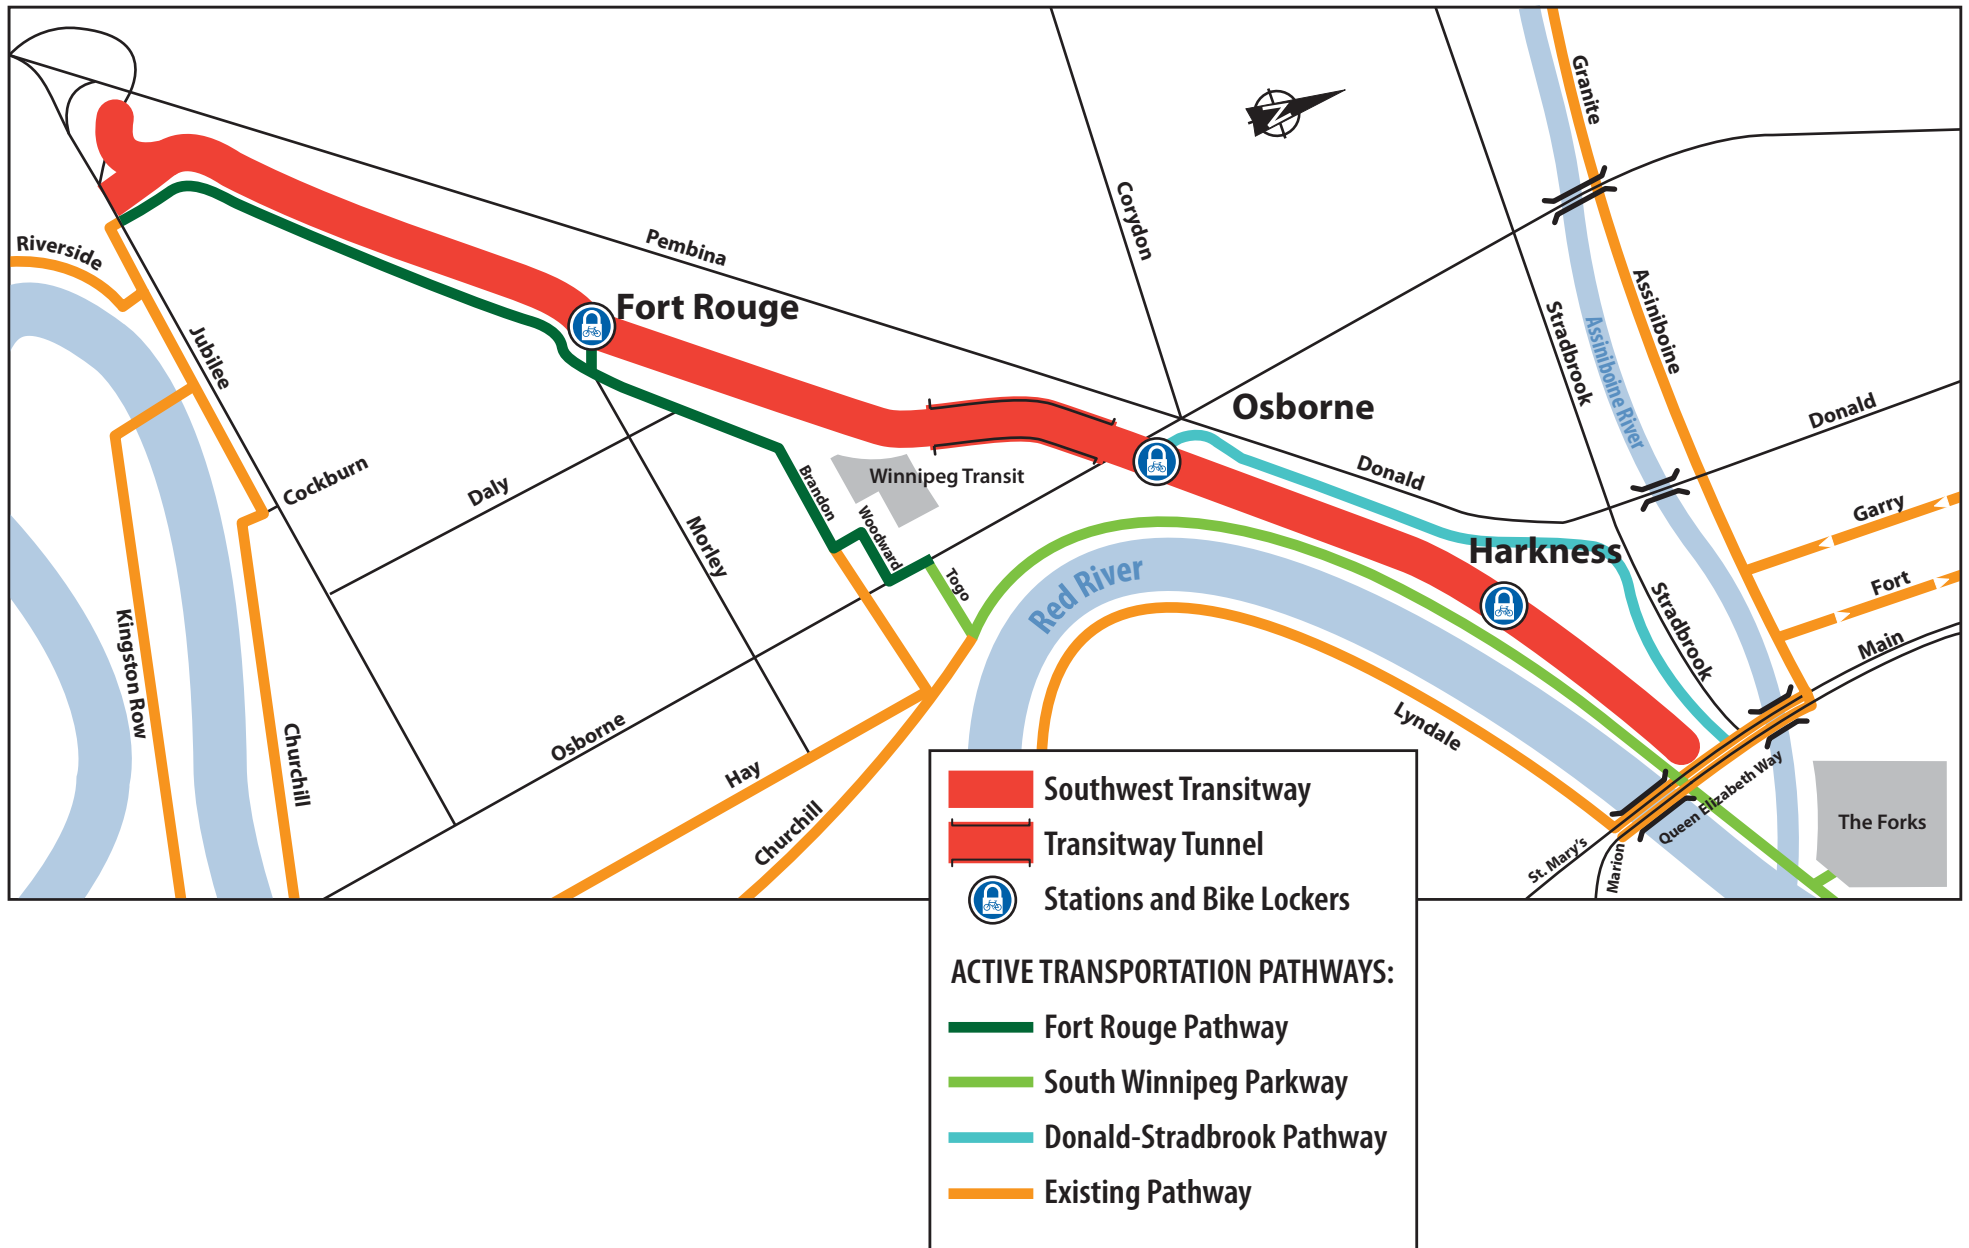 Granite
Riverside
Pembina
Corydon
Fort Rouge
Jubilee
Stradbrook
Assiniboine River
Assiniboine
Osborne
Donald
Donald
Cockburn
Daly
Brandon
Winnipeg Transit
Woodward
Morley
Togo
Red River
Harkness
Garry
Fort
Stradbrook
Main
Kingston Row
Churchill
Osborne
Hay
Churchill
Lyndale
Queen Elizabeth Way
The Forks
St. Mary's
Marion
Southwest Transitway
Transitway Tunnel
Stations and Bike Lockers
ACTIVE TRANSPORTATION PATHWAYS:
Fort Rouge Pathway
South Winnipeg Parkway
Donald-Stradbrook Pathway
Existing Pathway